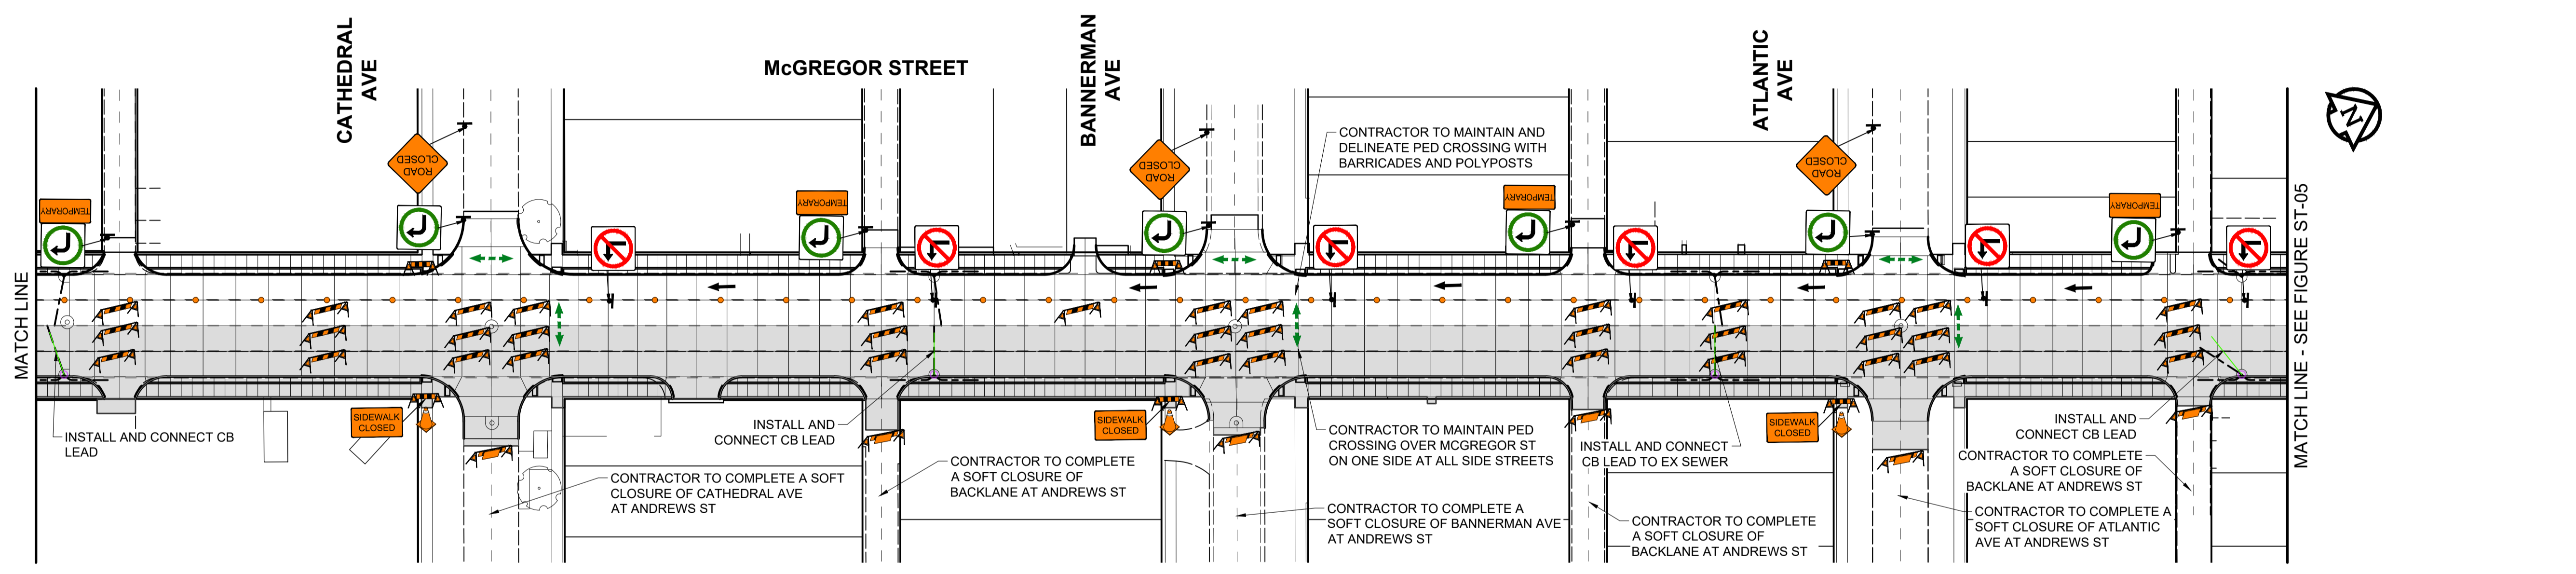 CATHEDRAL
AVE
McGREGOR STREET
BANNERMAN
AVE
ATLANTIC
AVE
N
ROAD
CLOSED
ROAD
CLOSED
ROAD
CLOSED
CONTRACTOR TO MAINTAIN AND
DELINEATE PED CROSSING WITH
BARRICADES AND POLYPOSTS
TEMPORARY
TEMPORARY
TEMPORARY
TEMPORARY
MATCH LINE
MATCH LINE - SEE FIGURE ST-05
SIDEWALK
CLOSED
SIDEWALK
CLOSED
SIDEWALK
CLOSED
INSTALL AND CONNECT CB
LEAD
INSTALL AND
CONNECT CB LEAD
CONTRACTOR TO COMPLETE A SOFT
CLOSURE OF CATHEDRAL AVE
AT ANDREWS ST
CONTRACTOR TO COMPLETE
A SOFT CLOSURE OF
BACKLANE AT ANDREWS ST
CONTRACTOR TO MAINTAIN PED
CROSSING OVER MCGREGOR ST
ON ONE SIDE AT ALL SIDE STREETS
CONTRACTOR TO COMPLETE A
SOFT CLOSURE OF BANNERMAN AVE
AT ANDREWS ST
INSTALL AND CONNECT
CB LEAD TO EX SEWER
CONTRACTOR TO COMPLETE
A SOFT CLOSURE OF
BACKLANE AT ANDREWS ST
INSTALL AND
CONNECT CB LEAD
CONTRACTOR TO COMPLETE
A SOFT CLOSURE OF
BACKLANE AT ANDREWS ST
CONTRACTOR TO COMPLETE A
SOFT CLOSURE OF ATLANTIC
AVE AT ANDREWS ST